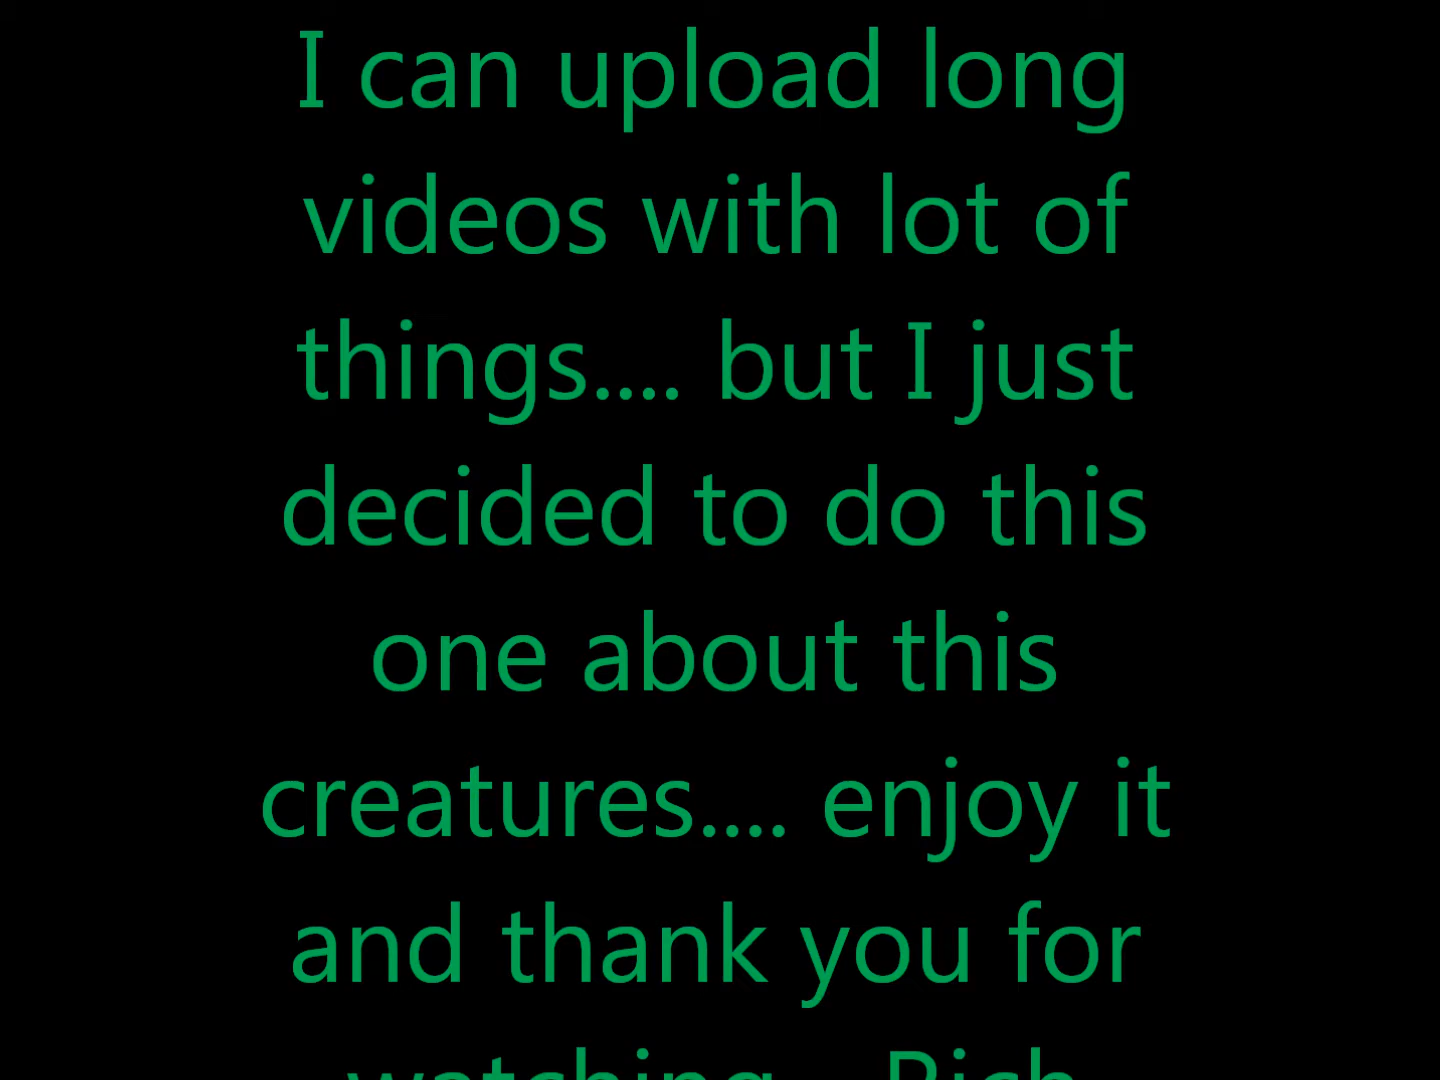 I can upload long
videos with lot of
things.... but I just
decided to do this
one about this
creatures.... enjoy it
and thank you for